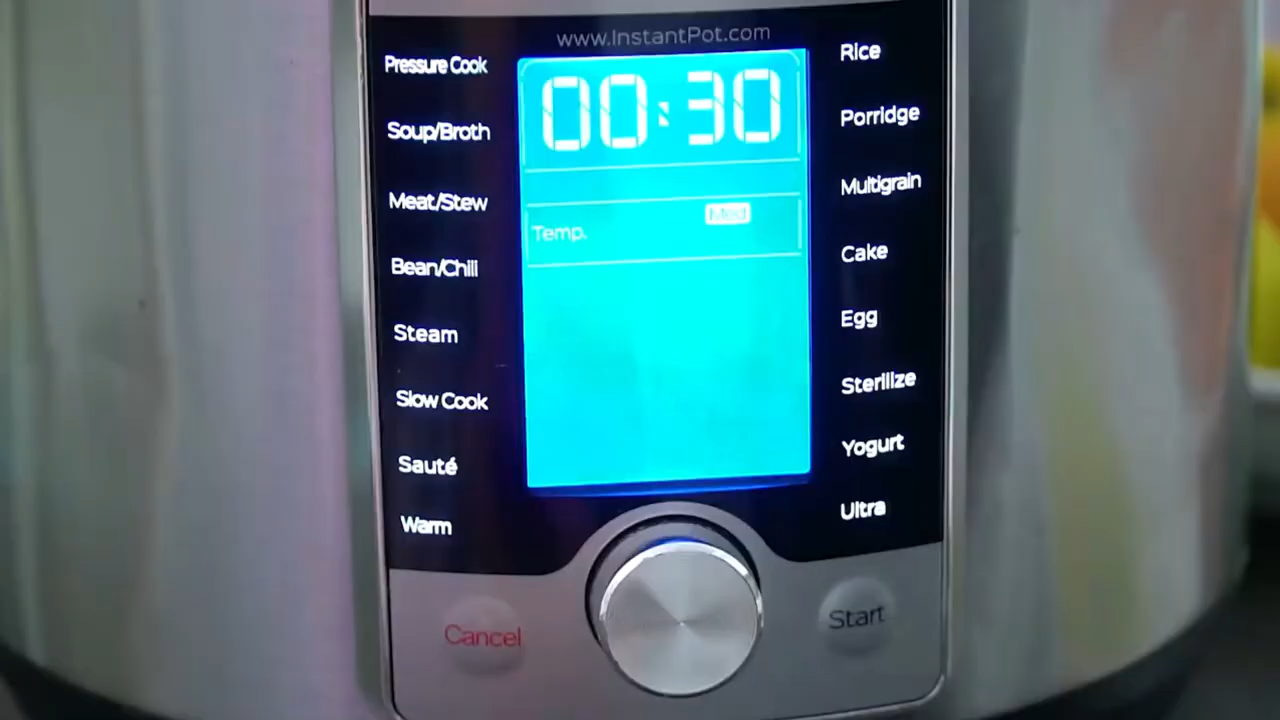 www.InstantPot.com
Pressure Cook
Soup/Broth
Meat/Stew
Bean/Chili
Steam
Slow Cook
Sauté
Warm
00:30
Med
Temp.
Rice
Porridge
Multigrain
Cake
Egg
Sterilize
Yogurt
Ultra
Cancel
Start